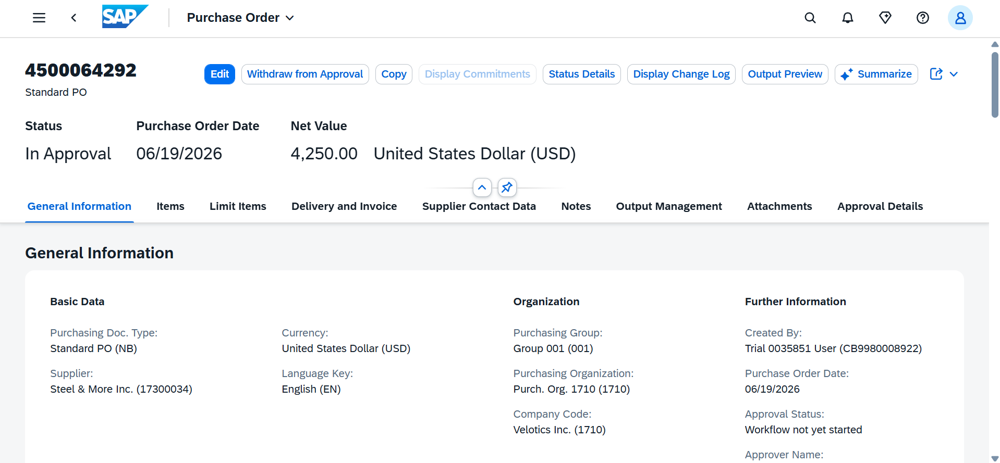 SAP
Purchase Order
4500064292
Standard PO
Edit
Withdraw from Approval
Copy
Display Commitments
Status Details
Display Change Log
Output Preview
Summarize
Status
In Approval
Purchase Order Date
06/19/2026
Net Value
4,250.00 United States Dollar (USD)
General Information
Items
Limit Items
Delivery and Invoice
Supplier Contact Data
Notes
Output Management
Attachments
Approval Details
General Information
Basic Data
Purchasing Doc. Type:
Standard PO (NB)
Supplier:
Steel & More Inc. (17300034)
Currency:
United States Dollar (USD)
Language Key:
English (EN)
Organization
Purchasing Group:
Group 001 (001)
Purchasing Organization:
Purch. Org. 1710 (1710)
Company Code:
Velotics Inc. (1710)
Further Information
Created By:
Trial 0035851 User (CB9980008922)
Purchase Order Date:
06/19/2026
Approval Status:
Workflow not yet started
Approver Name: